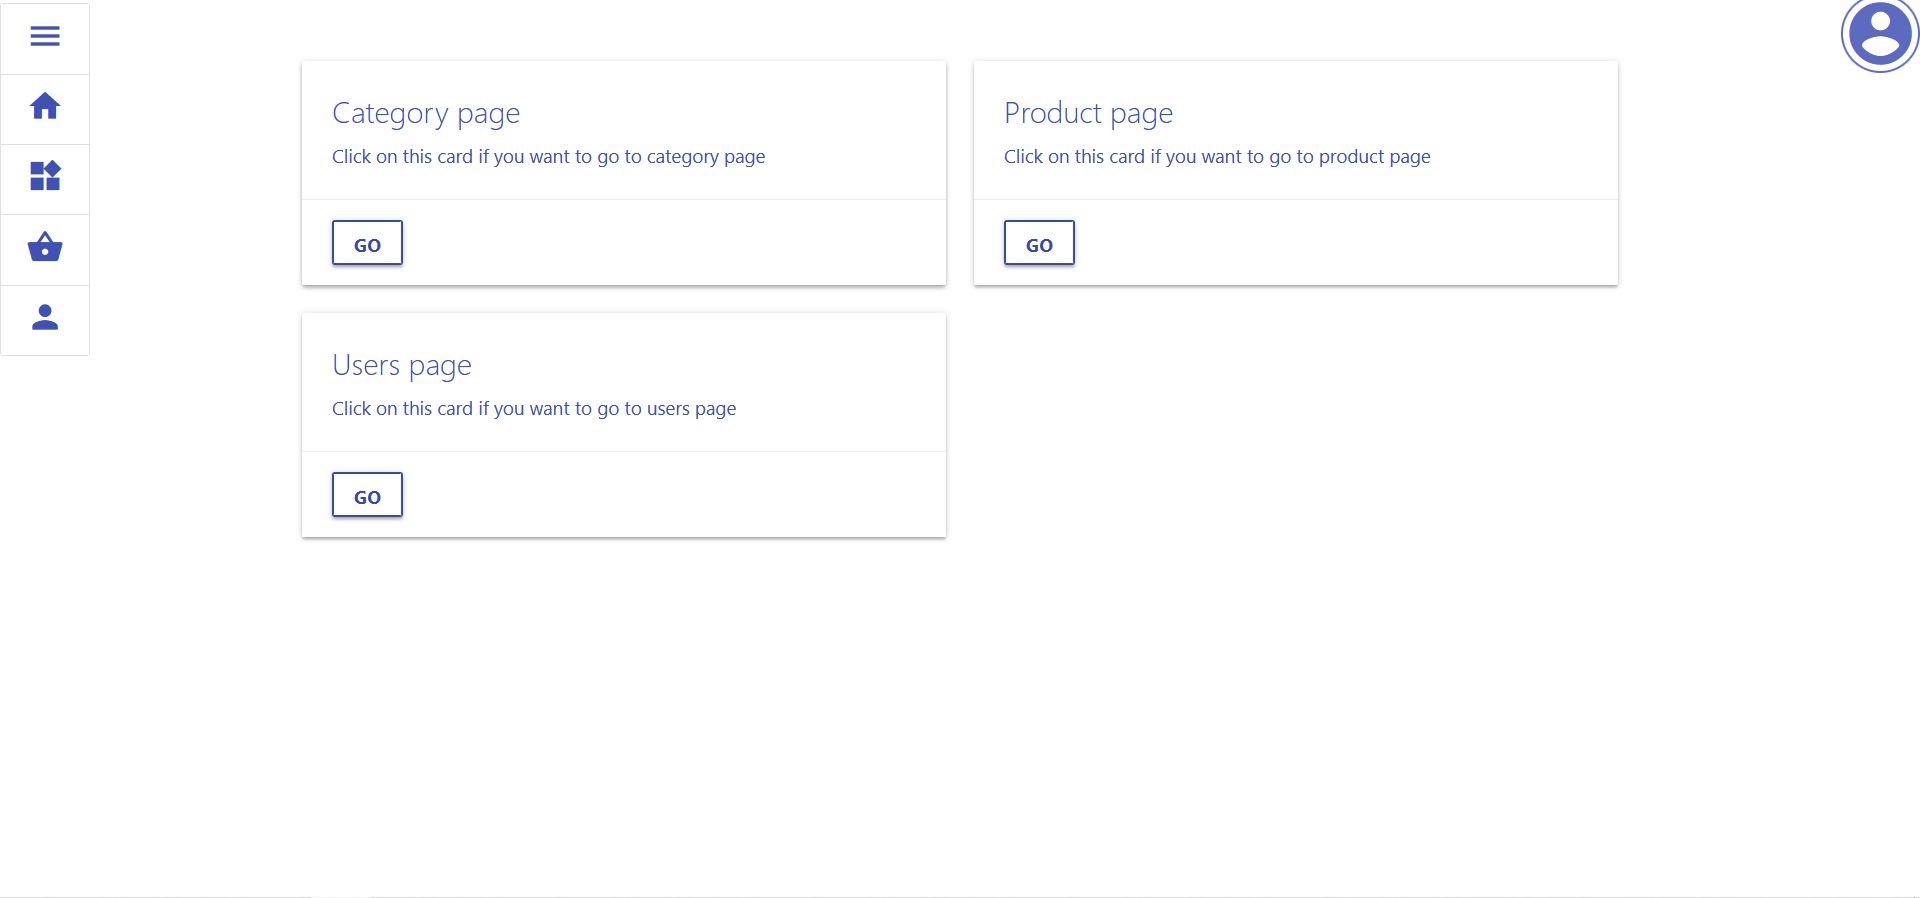 Category page
Click on this card if you want to go to category page
GO
Product page
Click on this card if you want to go to product page
GO
Users page
Click on this card if you want to go to users page
GO